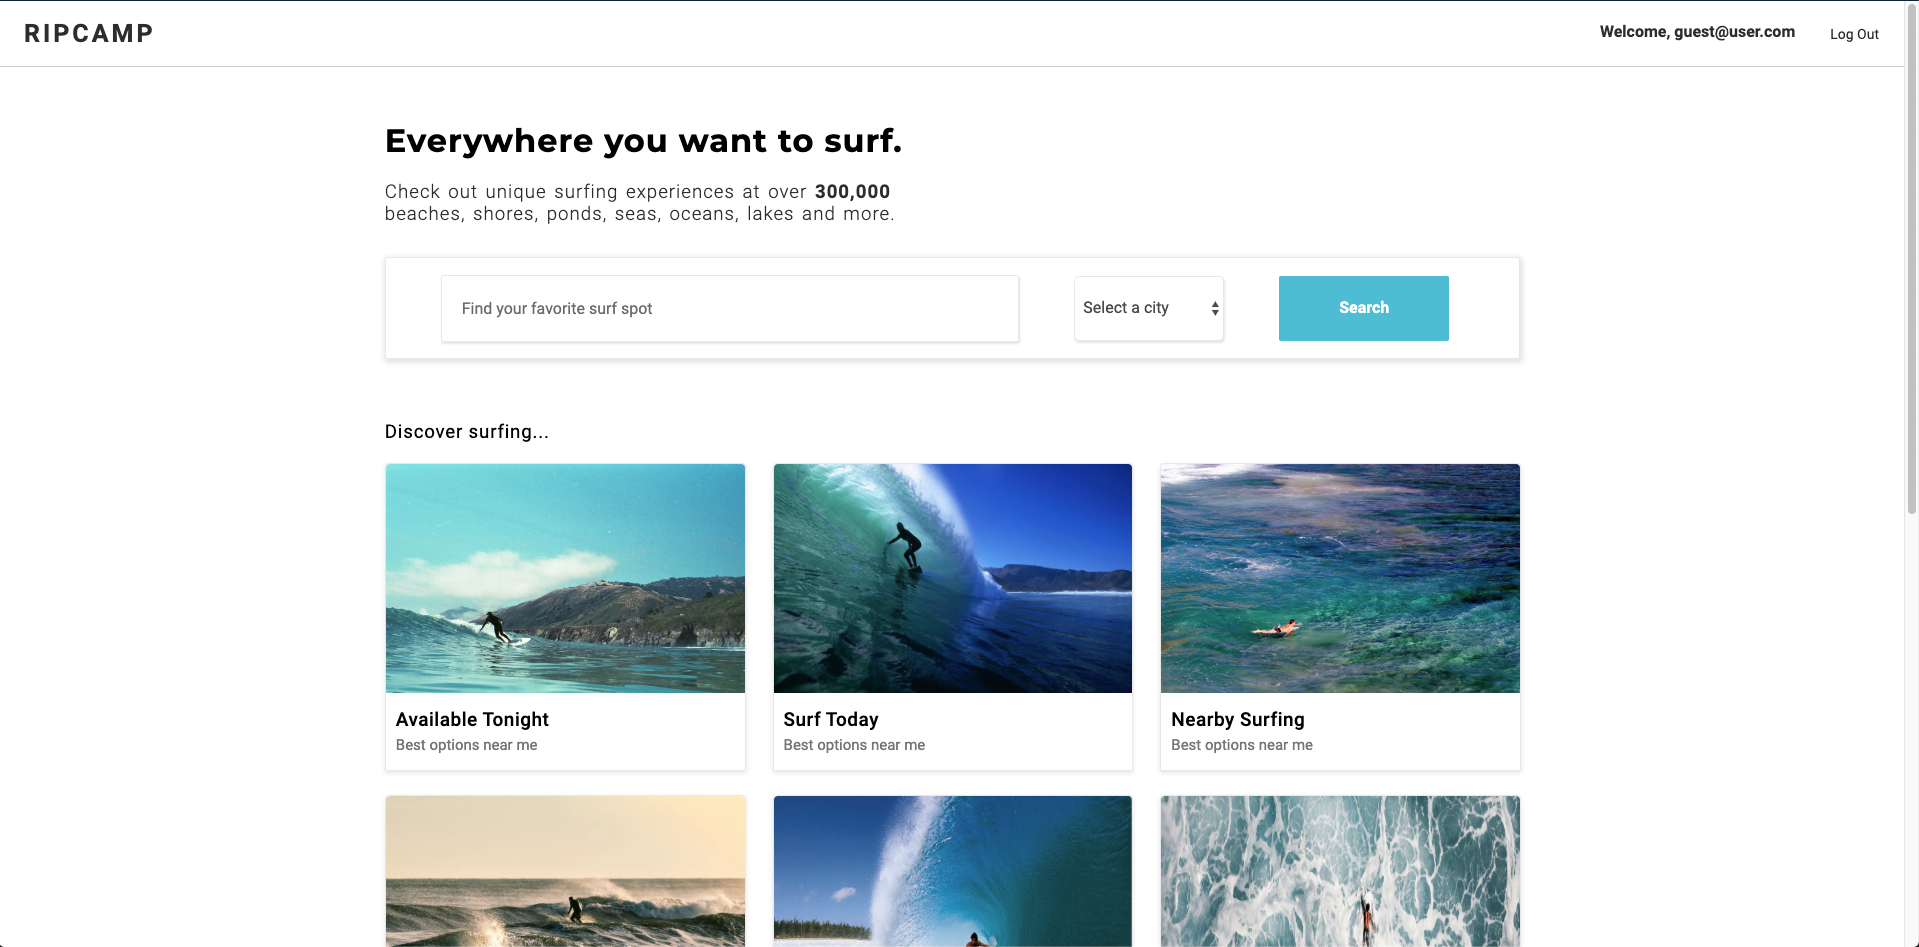 RIPCAMP
Welcome, guest@user.com
Log Out
Everywhere you want to surf.
Check out unique surfing experiences at over 300,000
beaches, shores, ponds, seas, oceans, lakes and more.
Find your favorite surf spot
Select a city
Search
Discover surfing...
Available Tonight
Best options near me
Surf Today
Best options near me
Nearby Surfing
Best options near me